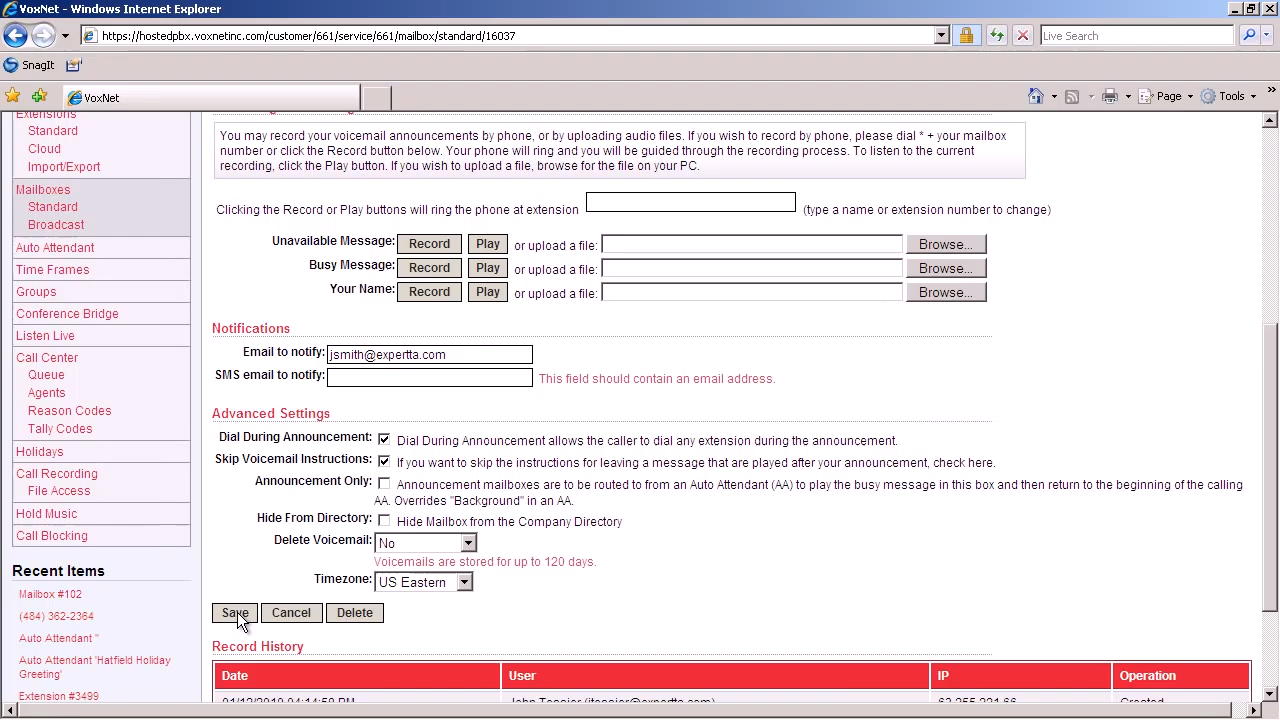 VoxNet - Windows Internet Explorer
https://hostedpbx.voxnetinc.com/customer/661/service/661/mailbox/standard/16037
Live Search
SnagIt
VoxNet
Page
Tools
Extensions
Standard
Cloud
Import/Export
Mailboxes
Standard
Broadcast
Auto Attendant
Time Frames
Groups
Conference Bridge
Listen Live
Call Center
Queue
Agents
Reason Codes
Tally Codes
Holidays
Call Recording
File Access
Hold Music
Call Blocking
Recent Items
Mailbox #102
(484) 362-2364
Auto Attendant ''
Auto Attendant 'Hatfield Holiday
Greeting'
Extension #3499
You may record your voicemail announcements by phone, or by uploading audio files. If you wish to record by phone, please dial * + your mailbox
number or click the Record button below. Your phone will ring and you will be guided through the recording process. To listen to the current
recording, click the Play button. If you wish to upload a file, browse for the file on your PC.
Clicking the Record or Play buttons will ring the phone at extension (type a name or extension number to change)
Unavailable Message: Record Play or upload a file: Browse...
Busy Message: Record Play or upload a file: Browse...
Your Name: Record Play or upload a file: Browse...
Notifications
Email to notify: jsmith@expertta.com
SMS email to notify: This field should contain an email address.
Advanced Settings
Dial During Announcement: Dial During Announcement allows the caller to dial any extension during the announcement.
Skip Voicemail Instructions: If you want to skip the instructions for leaving a message that are played after your announcement, check here.
Announcement Only: Announcement mailboxes are to be routed to from an Auto Attendant (AA) to play the busy message in this box and then return to the beginning of the calling
AA. Overrides "Background" in an AA.
Hide From Directory: Hide Mailbox from the Company Directory
Delete Voicemail: No
Voicemails are stored for up to 120 days.
Timezone: US Eastern
Save Cancel Delete
Record History
Date User IP Operation